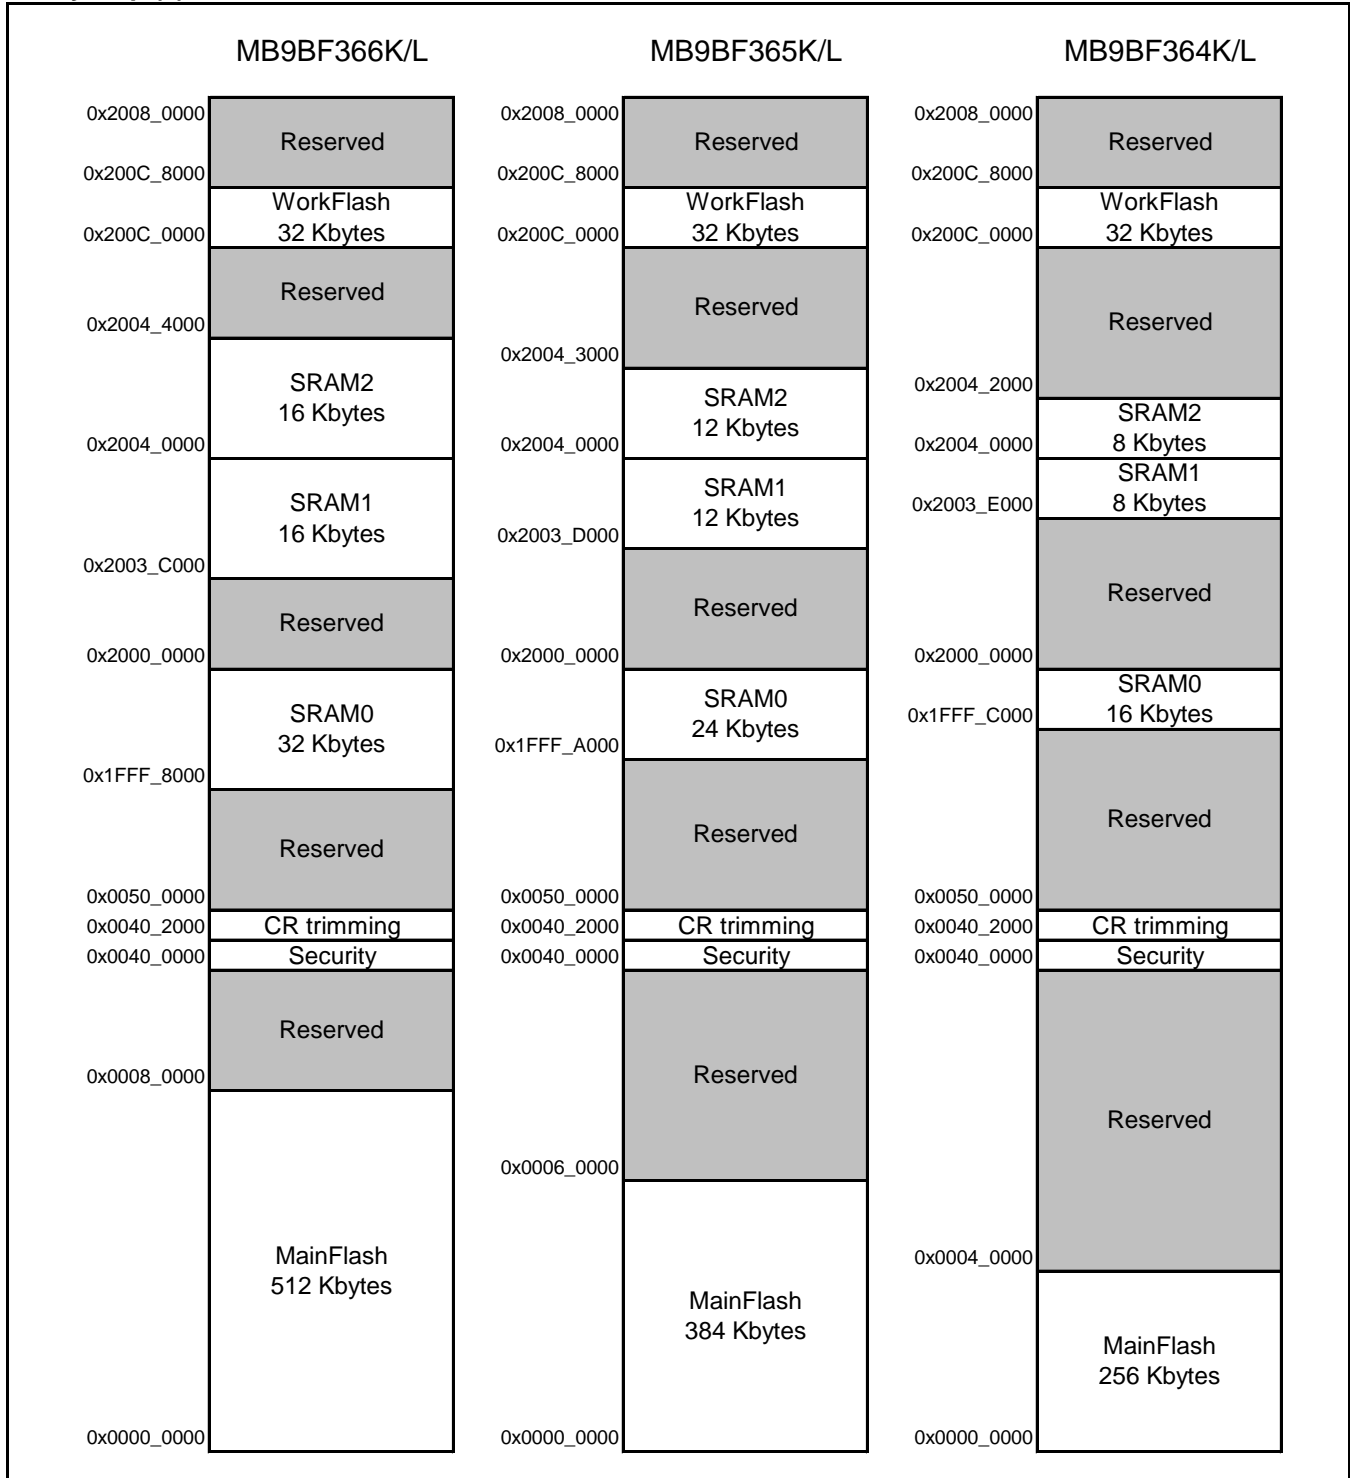 MB9BF366K/L
0x2008_0000
Reserved
0x200C_8000
WorkFlash
0x200C_0000 32 Kbytes
Reserved
0x2004_4000
SRAM2
16 Kbytes
0x2004_0000
SRAM1
16 Kbytes
0x2003_C000
Reserved
0x2000_0000
SRAM0
32 Kbytes
0x1FFF_8000
Reserved
0x0050_0000
0x0040_2000 CR trimming
0x0040_0000 Security
Reserved
0x0008_0000
MainFlash
512 Kbytes
0x0000_0000
MB9BF365K/L
0x2008_0000
Reserved
0x200C_8000
WorkFlash
0x200C_0000 32 Kbytes
Reserved
0x2004_3000
SRAM2
12 Kbytes
0x2004_0000
SRAM1
12 Kbytes
0x2003_D000
Reserved
0x2000_0000
SRAM0
24 Kbytes
0x1FFF_A000
Reserved
0x0050_0000
0x0040_2000 CR trimming
0x0040_0000 Security
Reserved
0x0006_0000
MainFlash
384 Kbytes
0x0000_0000
MB9BF364K/L
0x2008_0000
Reserved
0x200C_8000
WorkFlash
0x200C_0000 32 Kbytes
Reserved
0x2004_2000
SRAM2
0x2004_0000 8 Kbytes
SRAM1
0x2003_E000 8 Kbytes
Reserved
0x2000_0000
SRAM0
0x1FFF_C000 16 Kbytes
Reserved
0x0050_0000
0x0040_2000 CR trimming
0x0040_0000 Security
Reserved
0x0004_0000
MainFlash
256 Kbytes
0x0000_0000